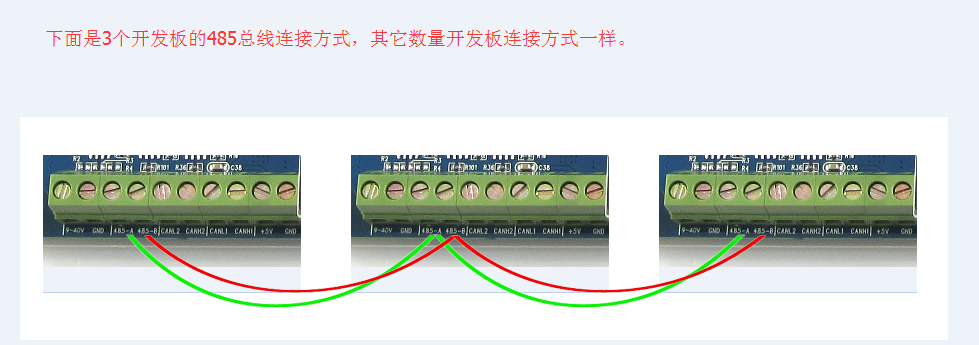 下面是3个开发板的485总线连接方式，其它数量开发板连接方式一样。
R2 R3 R4 R101 R36 C38
9-40V GND 485-A 485-B CANL2 CANH2 CANL1 CANH1 +5V GND
R2 R3 R4 R101 R36 C38
9-40V GND 485-A 485-B CANL2 CANH2 CANL1 CANH1 +5V GND
R2 R3 R4 R101 R36 C38
9-40V GND 485-A 485-B CANL2 CANH2 CANL1 CANH1 +5V GND